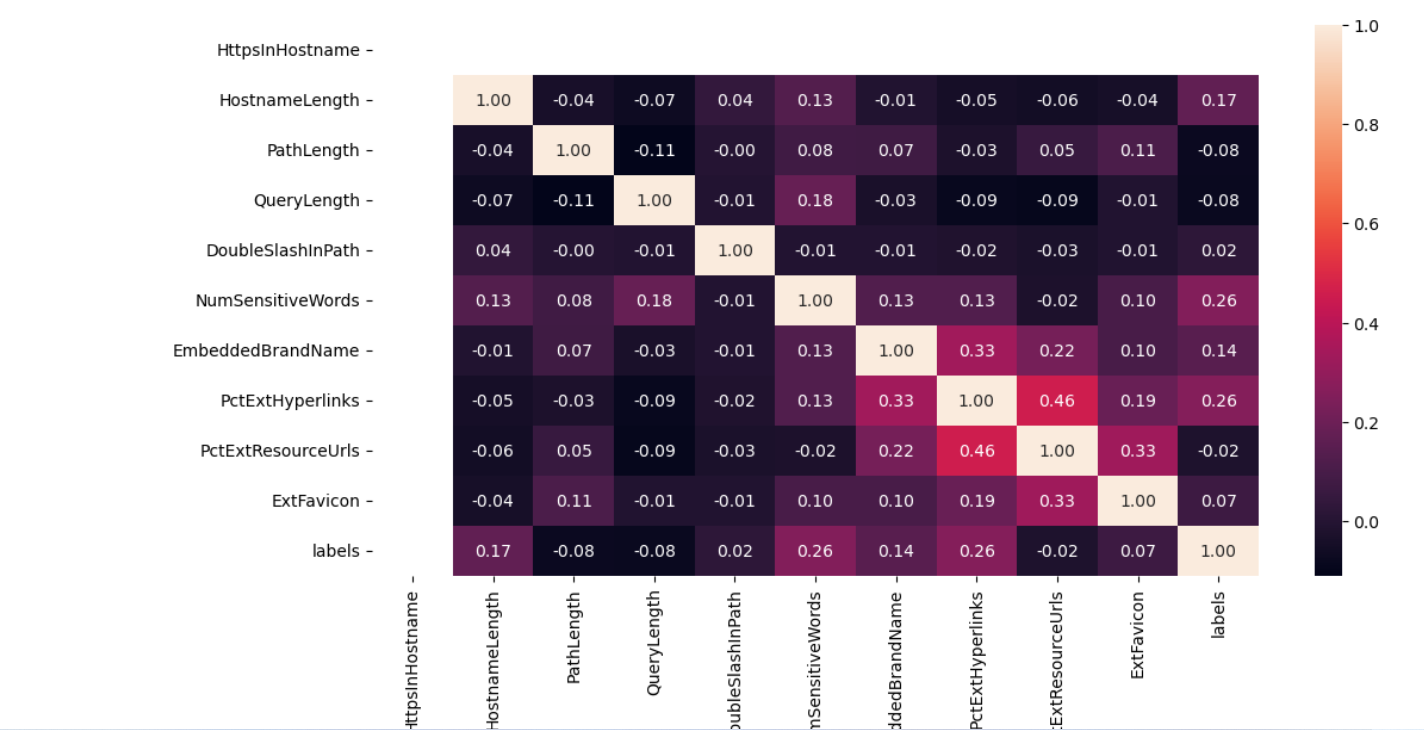 HttpsInHostname
HostnameLength 1.00 -0.04 -0.07 0.04 0.13 -0.01 -0.05 -0.06 -0.04 0.17
PathLength -0.04 1.00 -0.11 -0.00 0.08 0.07 -0.03 0.05 0.11 -0.08
QueryLength -0.07 -0.11 1.00 -0.01 0.18 -0.03 -0.09 -0.09 -0.01 -0.08
DoubleSlashInPath 0.04 -0.00 -0.01 1.00 -0.01 -0.01 -0.02 -0.03 -0.01 0.02
NumSensitiveWords 0.13 0.08 0.18 -0.01 1.00 0.13 0.13 -0.02 0.10 0.26
EmbeddedBrandName -0.01 0.07 -0.03 -0.01 0.13 1.00 0.33 0.22 0.10 0.14
PctExtHyperlinks -0.05 -0.03 -0.09 -0.02 0.13 0.33 1.00 0.46 0.19 0.26
PctExtResourceUrls -0.06 0.05 -0.09 -0.03 -0.02 0.22 0.46 1.00 0.33 -0.02
ExtFavicon -0.04 0.11 -0.01 -0.01 0.10 0.10 0.19 0.33 1.00 0.07
labels 0.17 -0.08 -0.08 0.02 0.26 0.14 0.26 -0.02 0.07 1.00
HttpsInHostname
HostnameLength
PathLength
QueryLength
oubleSlashInPath
mSensitiveWords
ddedBrandName
PctExtHyperlinks
tExtResourceUrls
ExtFavicon
labels
1.0
0.8
0.6
0.4
0.2
0.0